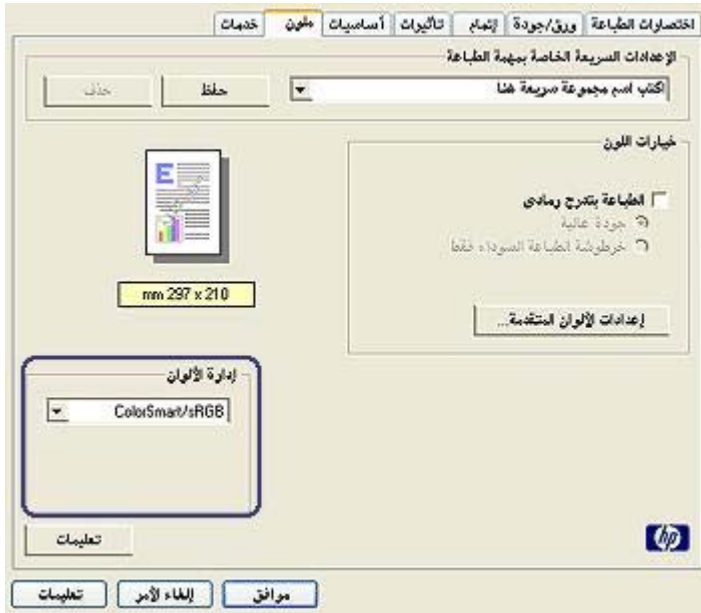 اختصارات الطباعة
ورق/جودة
إتمام
تأثيرات
أساسيات
ملون
خدمات
الإعدادات السريعة الخاصة بمهمة الطباعة
اكتب اسم مجموعة سريعة هنا
حفظ
حذف
خيارات اللون
الطباعة بتدرج رمادي
جودة عالية
خرطوشة الطباعة السوداء فقط
إعدادات الألوان المتقدمة...
E
mm 297 x 210
إدارة الألوان
ColorSmart/sRGB
تعليمات
hp
موافق
إلغاء الأمر
تعليمات